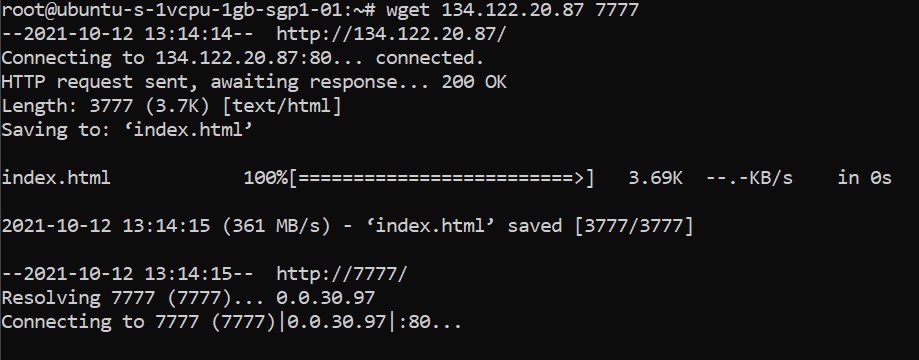 root@ubuntu-s-1vcpu-1gb-sgp1-01:~# wget 134.122.20.87 7777
--2021-10-12 13:14:14--  http://134.122.20.87/
Connecting to 134.122.20.87:80... connected.
HTTP request sent, awaiting response... 200 OK
Length: 3777 (3.7K) [text/html]
Saving to: ‘index.html’
index.html            100%[=========================>]   3.69K  --.-KB/s    in 0s
2021-10-12 13:14:15 (361 MB/s) - ‘index.html’ saved [3777/3777]
--2021-10-12 13:14:15--  http://7777/
Resolving 7777 (7777)... 0.0.30.97
Connecting to 7777 (7777)|0.0.30.97|:80...